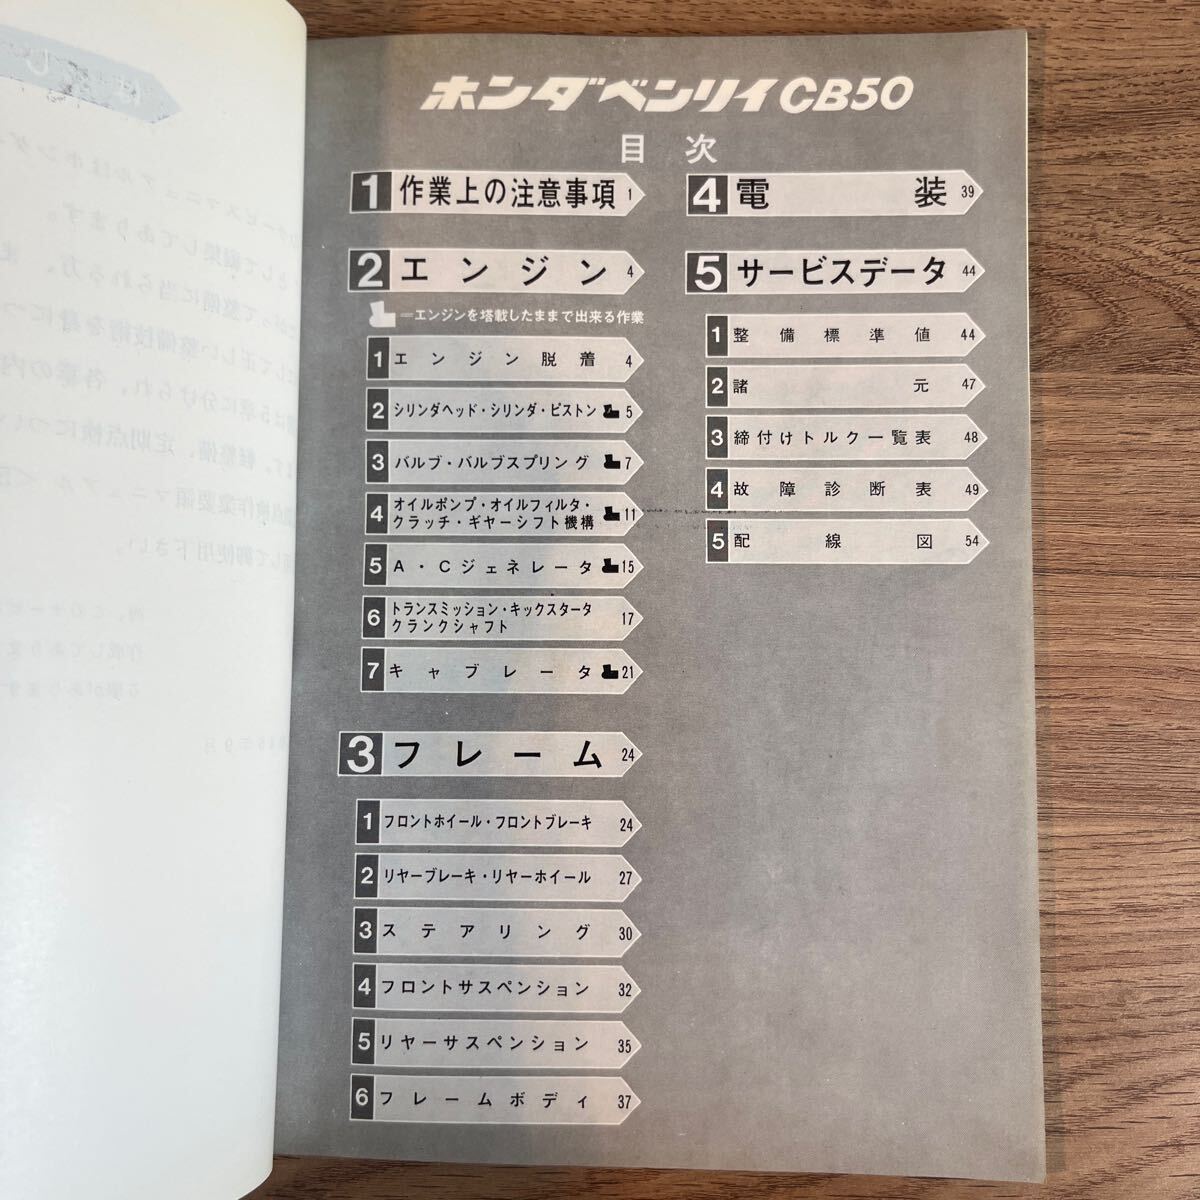 ホンダベンリイCB50
目次
1 作業上の注意事項 1
2 エンジン 4
=エンジンを塔載したままで出来る作業
1 エンジン脱着 4
2 シリンダヘッド・シリンダ・ピストン 5
3 バルブ・バルブスプリング 7
4 オイルポンプ・オイルフィルタ・
クラッチ・ギヤーシフト機構 11
5 A・Cジェネレータ 15
6 トランスミッション・キックスタータ
クランクシャフト 17
7 キャブレータ 21
3 フレーム 24
1 フロントホイール・フロントブレーキ 24
2 リヤーブレーキ・リヤーホイール 27
3 ステアリング 30
4 フロントサスペンション 32
5 リヤーサスペンション 35
6 フレームボディ 37
4 電装 39
5 サービスデータ 44
1 整備標準値 44
2 諸元 47
3 締付けトルク一覧表 48
4 故障診断表 49
5 配線図 54